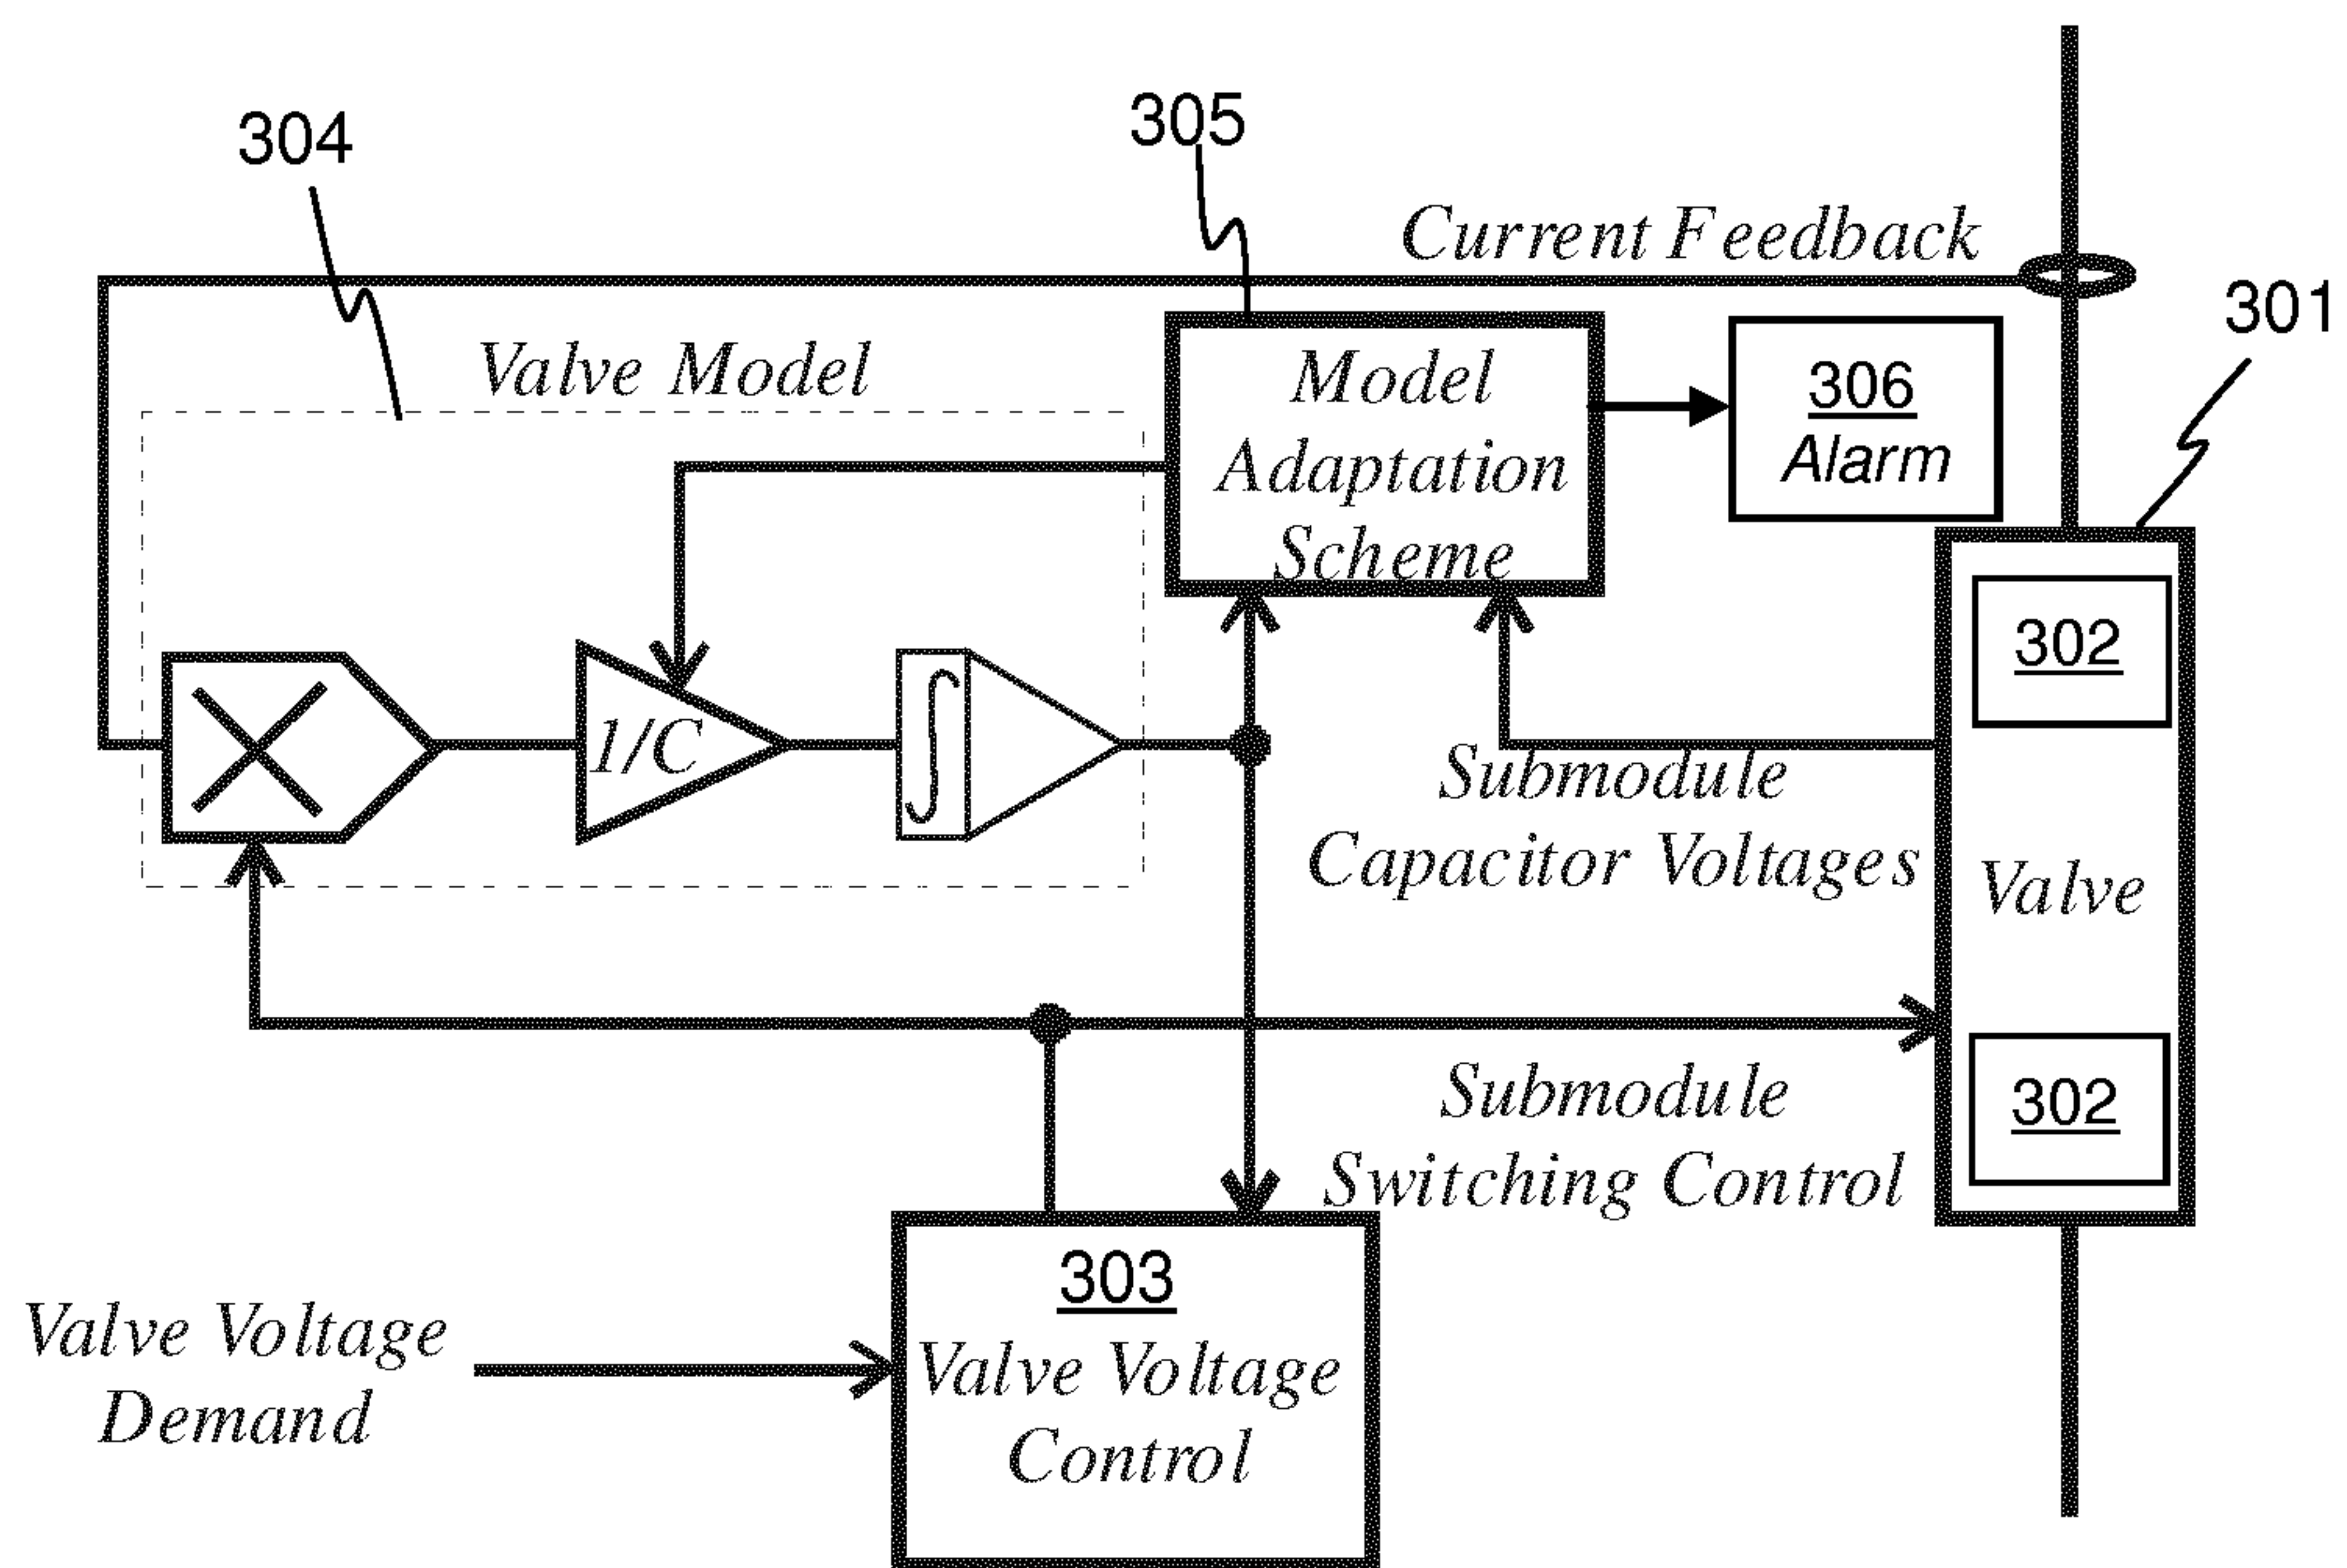 305
304
Current Feedback
301
Valve Model
Model
Adaptation
Scheme
306
Alarm
302
1/C
∫
Submodule
Capacitor Voltages
Valve
302
Submodule
Switching Control
303
Valve Voltage
Control
Valve Voltage
Demand